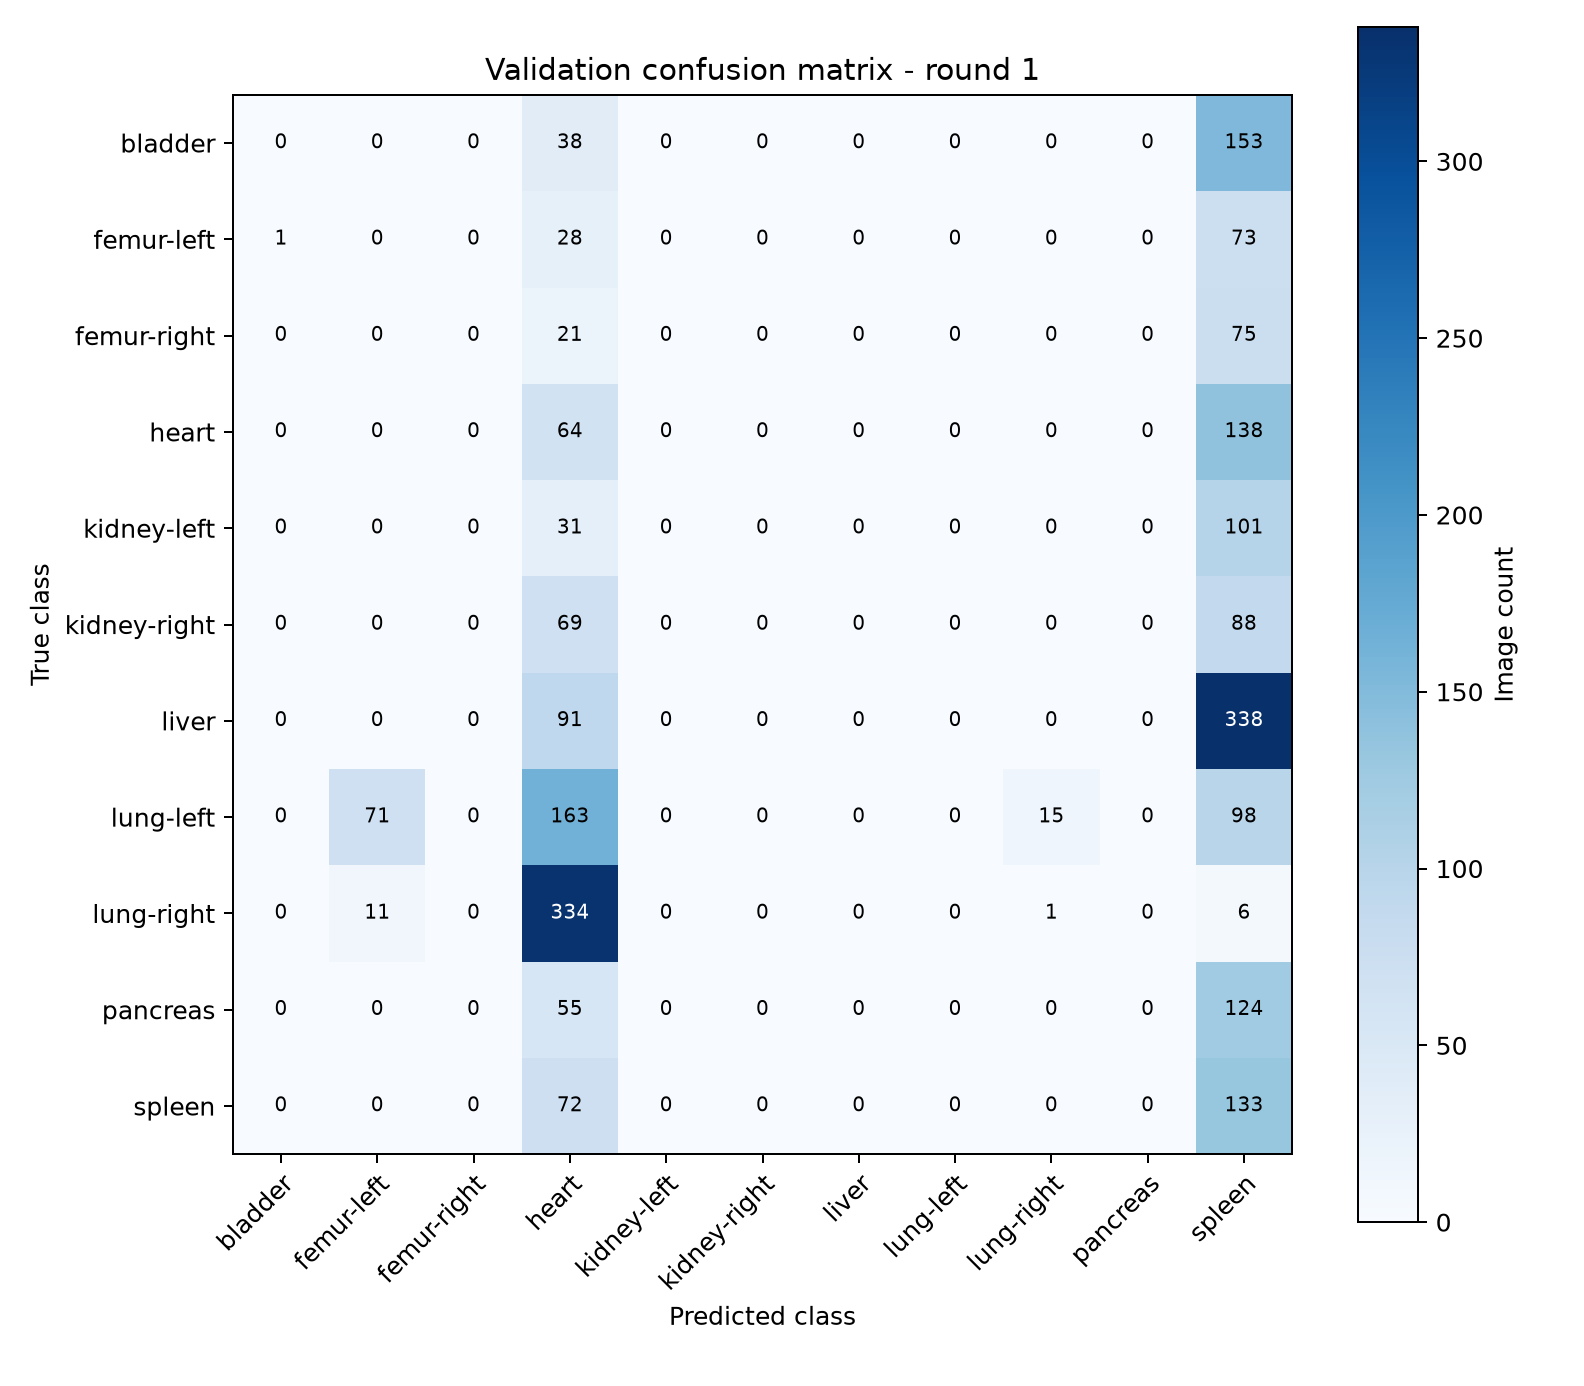 Validation confusion matrix - round 1
bladder 0 0 0 38 0 0 0 0 0 0 153
femur-left 1 0 0 28 0 0 0 0 0 0 73
femur-right 0 0 0 21 0 0 0 0 0 0 75
heart 0 0 0 64 0 0 0 0 0 0 138
kidney-left 0 0 0 31 0 0 0 0 0 0 101
kidney-right 0 0 0 69 0 0 0 0 0 0 88
liver 0 0 0 91 0 0 0 0 0 0 338
lung-left 0 71 0 163 0 0 0 0 15 0 98
lung-right 0 11 0 334 0 0 0 0 1 0 6
pancreas 0 0 0 55 0 0 0 0 0 0 124
spleen 0 0 0 72 0 0 0 0 0 0 133
True class
bladder femur-left femur-right heart kidney-left kidney-right liver lung-left lung-right pancreas spleen
Predicted class
300
250
200
150
100
50
0
Image count